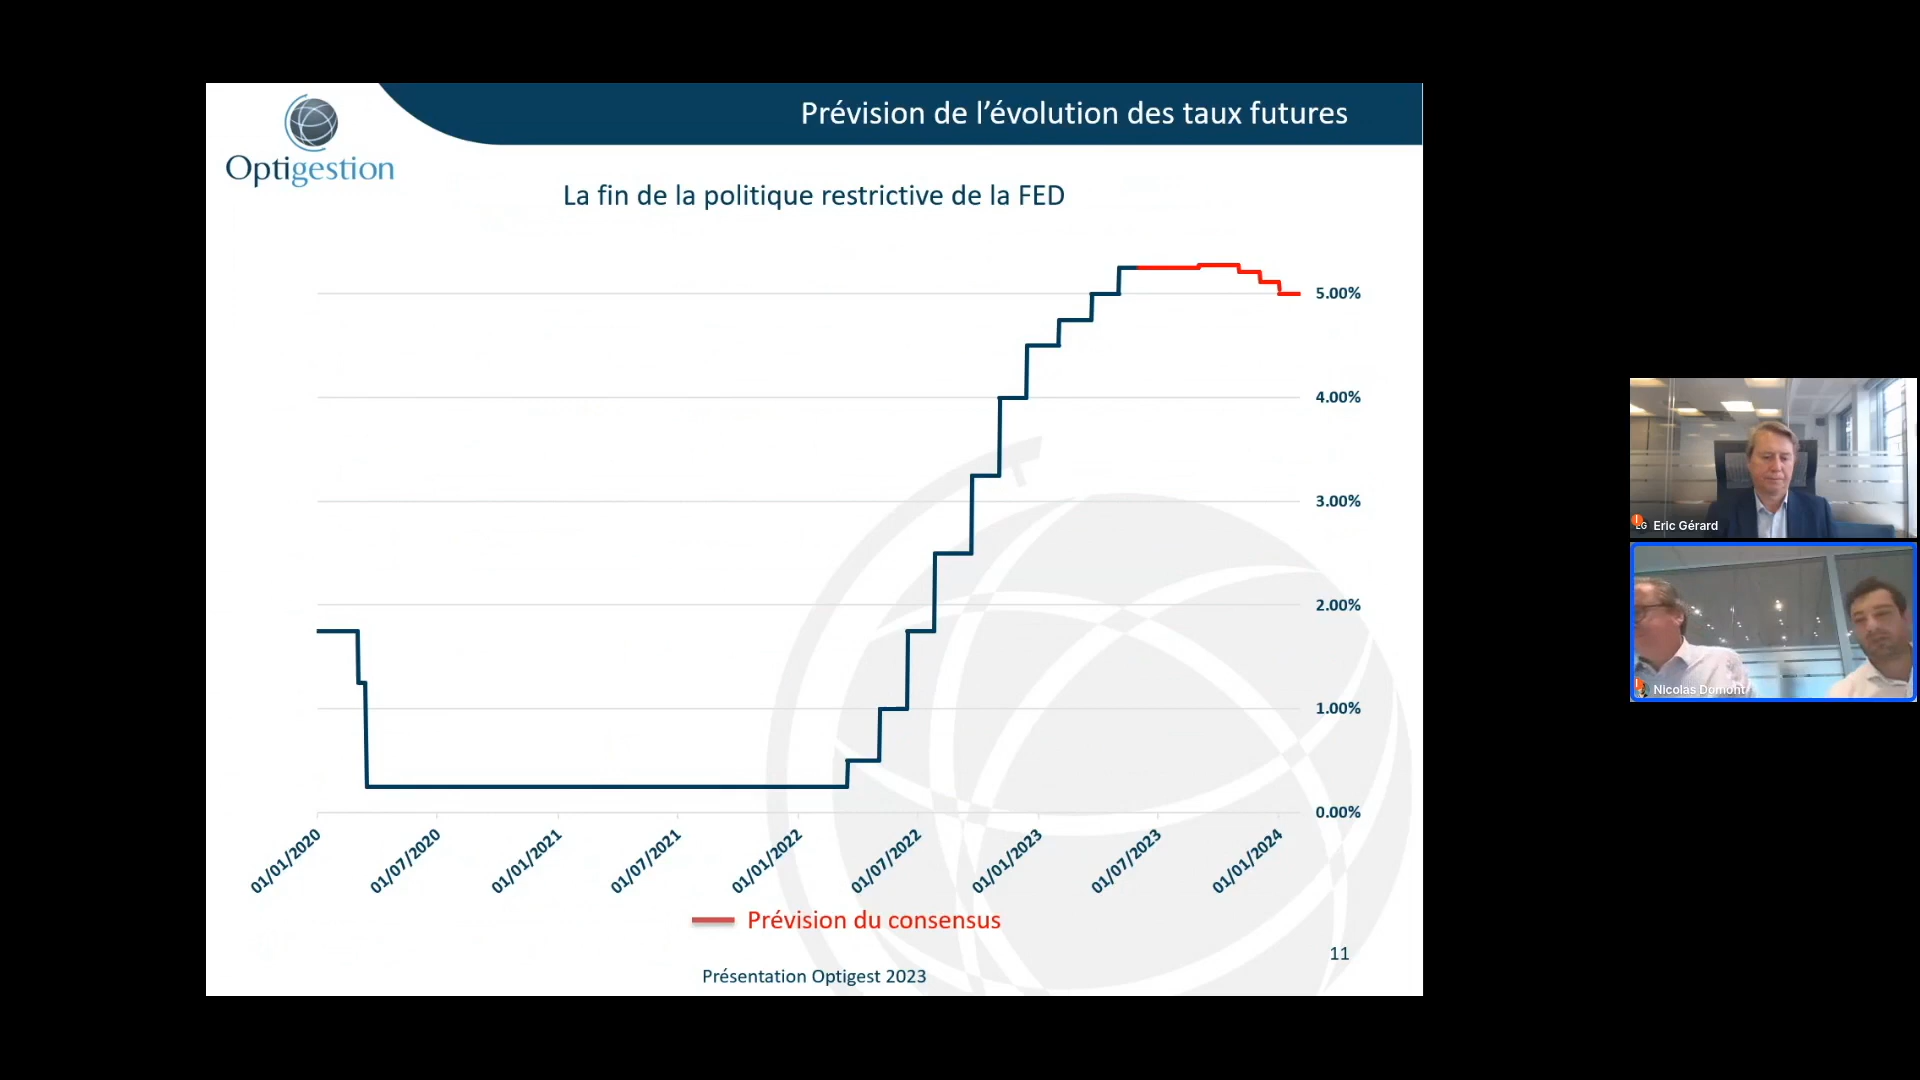 Prévision de l’évolution des taux futures
Optigestion
La fin de la politique restrictive de la FED
5.00%
4.00%
3.00%
2.00%
1.00%
0.00%
01/01/2020
01/07/2020
01/01/2021
01/07/2021
01/01/2022
01/07/2022
01/01/2023
01/07/2023
01/01/2024
Prévision du consensus
11
Présentation Optigest 2023
EG Eric Gérard
Nicolas Domont